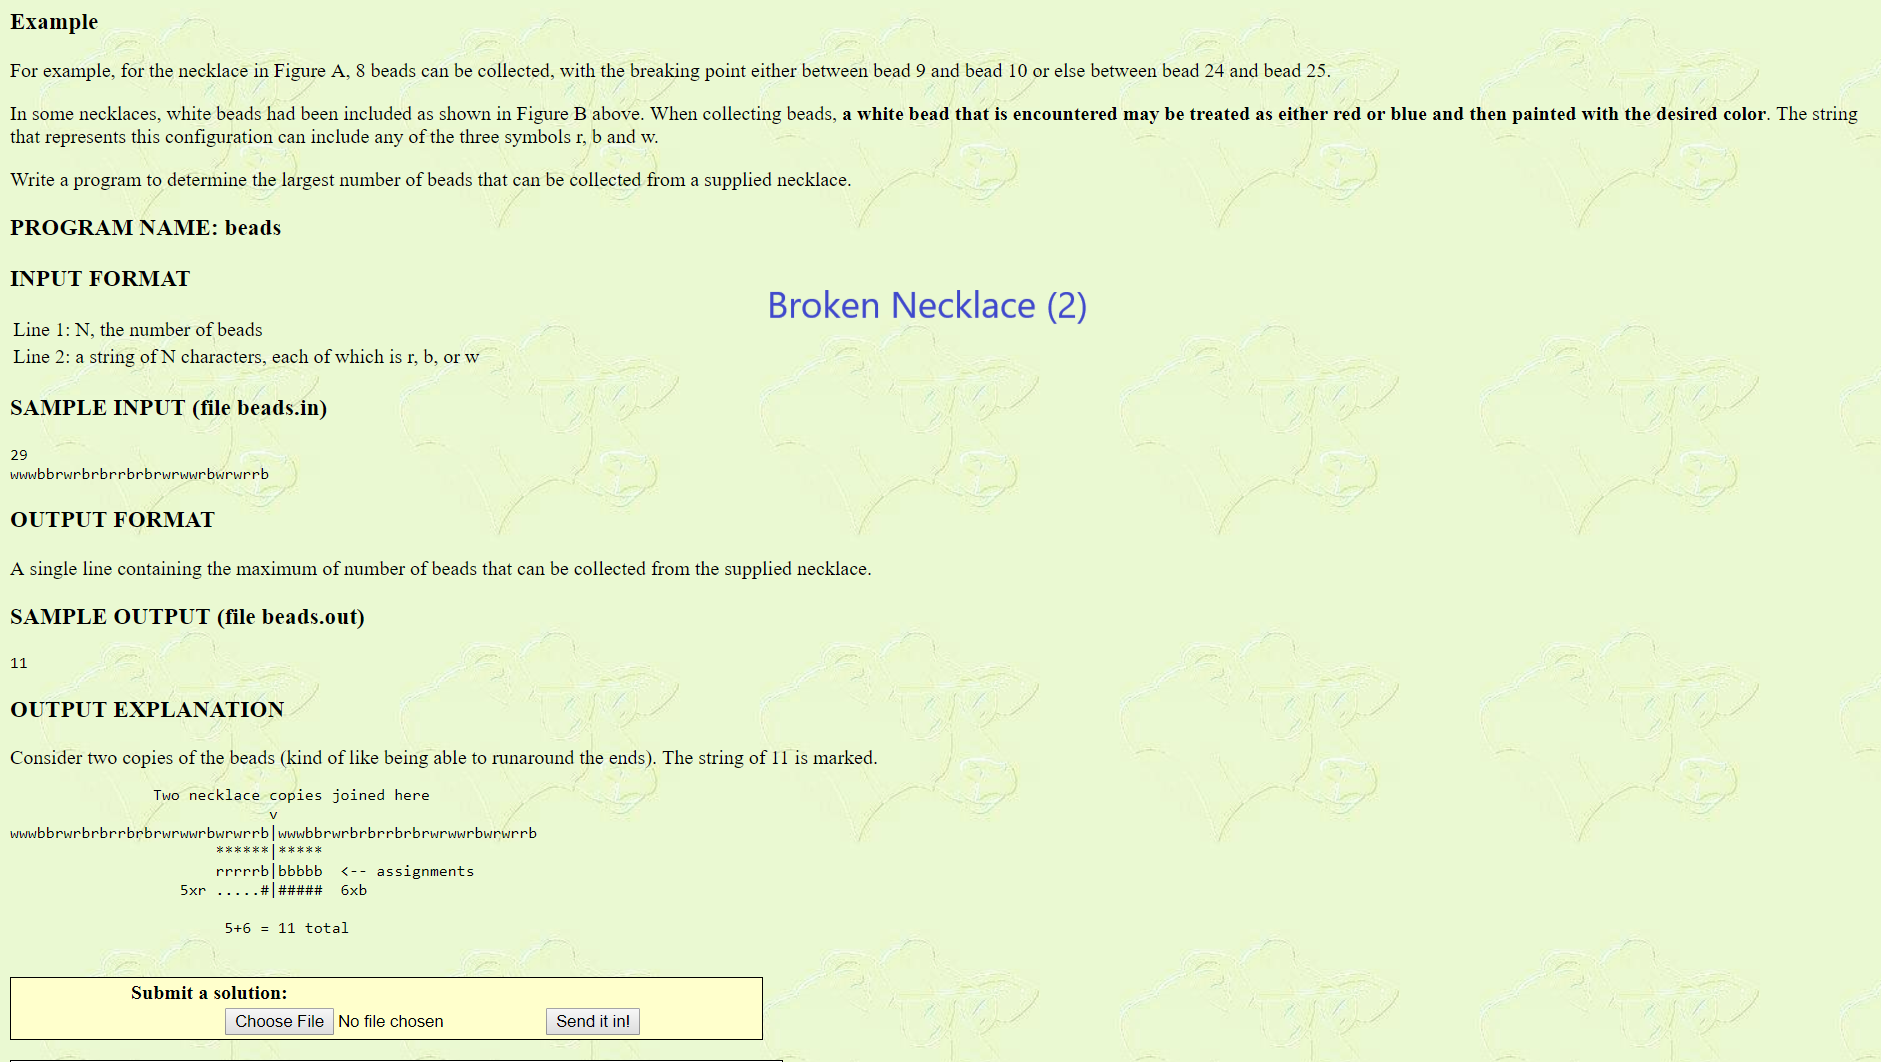 Example
For example, for the necklace in Figure A, 8 beads can be collected, with the breaking point either between bead 9 and bead 10 or else between bead 24 and bead 25.
In some necklaces, white beads had been included as shown in Figure B above. When collecting beads, a white bead that is encountered may be treated as either red or blue and then painted with the desired color. The string
that represents this configuration can include any of the three symbols r, b and w.
Write a program to determine the largest number of beads that can be collected from a supplied necklace.
PROGRAM NAME: beads
INPUT FORMAT
Broken Necklace (2)
Line 1: N, the number of beads
Line 2: a string of N characters, each of which is r, b, or w
SAMPLE INPUT (file beads.in)
29
wwwbbrwrbrbrrbrbrwrwwrbwrwrrb
OUTPUT FORMAT
A single line containing the maximum of number of beads that can be collected from the supplied necklace.
SAMPLE OUTPUT (file beads.out)
11
OUTPUT EXPLANATION
Consider two copies of the beads (kind of like being able to runaround the ends). The string of 11 is marked.
Two necklace copies joined here
v
wwwbbrwrbrbrrbrbrwrwwrbwrwrrb|wwwbbrwrbrbrrbrbrwrwwrbwrwrrb
******|*****
rrrrrb|bbbbb  <-- assignments
5xr .....#|#####  6xb
5+6 = 11 total
Submit a solution:
Choose File No file chosen Send it in!